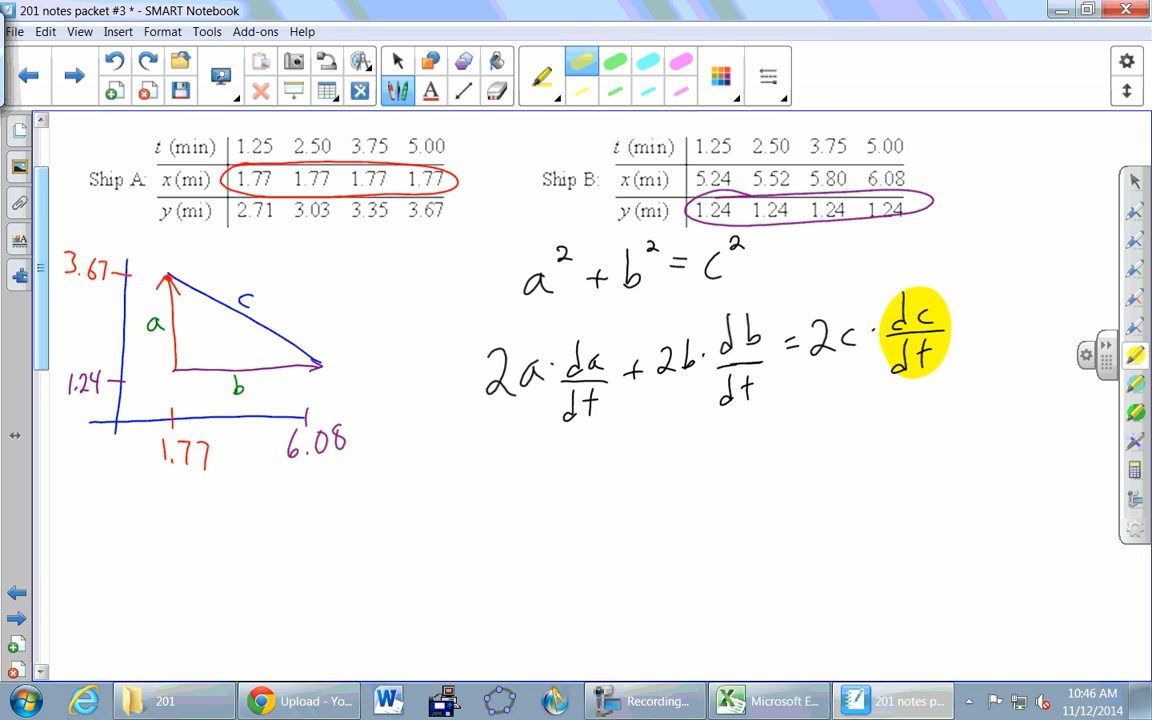 201 notes packet #3 * - SMART Notebook
File Edit View Insert Format Tools Add-ons Help
t (min) 1.25 2.50 3.75 5.00
Ship A: x (mi) 1.77 1.77 1.77 1.77
y (mi) 2.71 3.03 3.35 3.67
t (min) 1.25 2.50 3.75 5.00
Ship B: x (mi) 5.24 5.52 5.80 6.08
y (mi) 1.24 1.24 1.24 1.24
a² + b² = c²
2a · da/dt + 2b · db/dt = 2c · dc/dt
3.67
c
a
1.24
b
1.77
6.08
201
Upload - Yo...
Recording...
Microsoft E...
201 notes p...
10:46 AM
11/12/2014